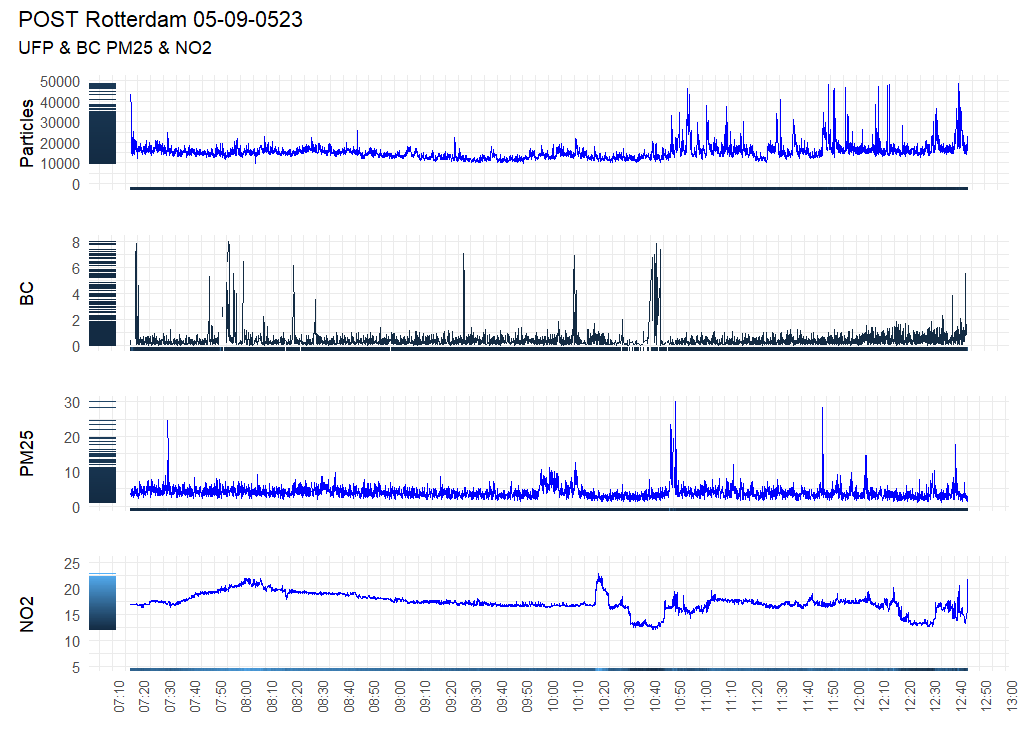 POST Rotterdam 05-09-0523
UFP & BC PM25 & NO2
Particles
50000
40000
30000
20000
10000
0
BC
8
6
4
2
0
PM25
30
20
10
0
NO2
25
20
15
10
5
07:10 07:20 07:30 07:40 07:50 08:00 08:10 08:20 08:30 08:40 08:50 09:00 09:10 09:20 09:30 09:40 09:50 10:00 10:10 10:20 10:30 10:40 10:50 11:00 11:10 11:20 11:30 11:40 11:50 12:00 12:10 12:20 12:30 12:40 12:50 13:00